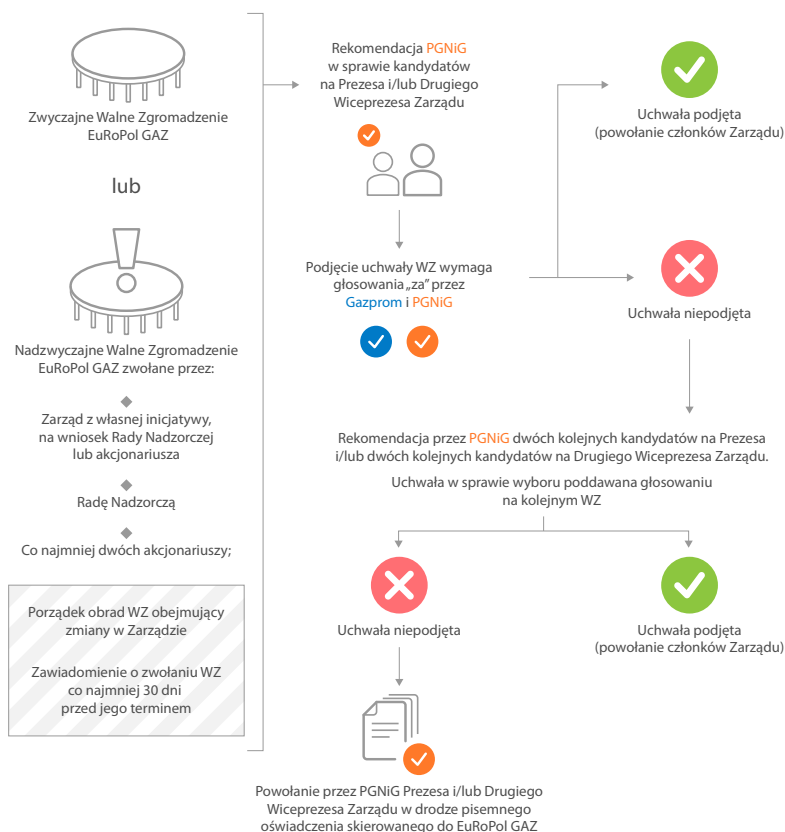 Zwyczajne Walne Zgromadzenie
EuRoPol GAZ
lub
Nadzwyczajne Walne Zgromadzenie
EuRoPol GAZ zwołane przez:
Zarząd z własnej inicjatywy,
na wniosek Rady Nadzorczej
lub akcjonariusza
Radę Nadzorczą
Co najmniej dwóch akcjonariuszy;
Porządek obrad WZ obejmujący
zmiany w Zarządzie
Zawiadomienie o zwołaniu WZ
co najmniej 30 dni
przed jego terminem
Rekomendacja PGNiG
w sprawie kandydatów
na Prezesa i/lub Drugiego
Wiceprezesa Zarządu
Podjęcie uchwały WZ wymaga
głosowania „za” przez
Gazprom i PGNiG
Uchwała podjęta
(powołanie członków Zarządu)
Uchwała niepodjęta
Rekomendacja przez PGNiG dwóch kolejnych kandydatów na Prezesa
i/lub dwóch kolejnych kandydatów na Drugiego Wiceprezesa Zarządu.
Uchwała w sprawie wyboru poddawana głosowaniu
na kolejnym WZ
Uchwała niepodjęta
Uchwała podjęta
(powołanie członków Zarządu)
Powołanie przez PGNiG Prezesa i/lub Drugiego
Wiceprezesa Zarządu w drodze pisemnego
oświadczenia skierowanego do EuRoPol GAZ